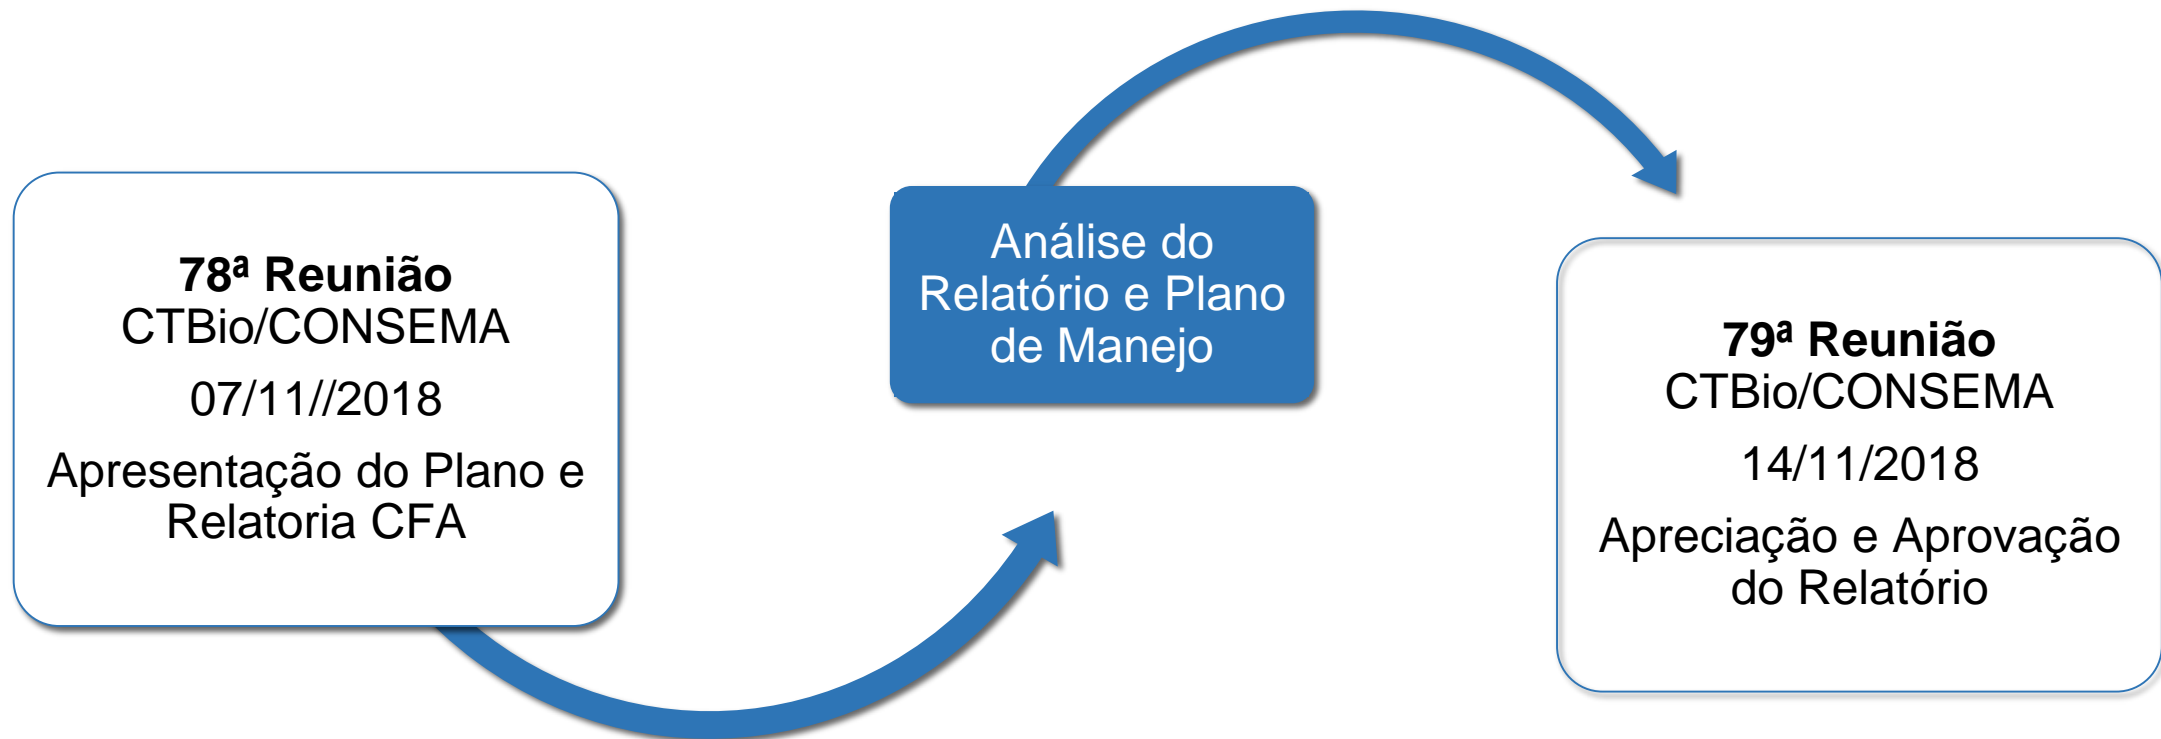 78ª Reunião
CTBio/CONSEMA
07/11//2018
Apresentação do Plano e
Relatoria CFA
Análise do
Relatório e Plano
de Manejo
79ª Reunião
CTBio/CONSEMA
14/11/2018
Apreciação e Aprovação
do Relatório